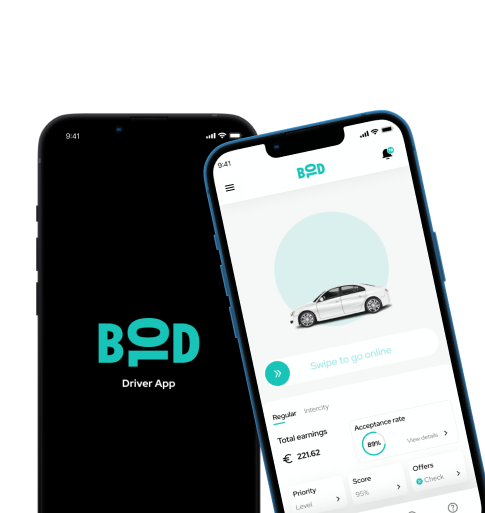 9:41
BOD
Driver App
9:41
BOD
Swipe to go online
Regular Intercity
Total earnings
€ 221.62
Acceptance rate
89%
View details
Priority
Level
Score
95%
Offers
Check